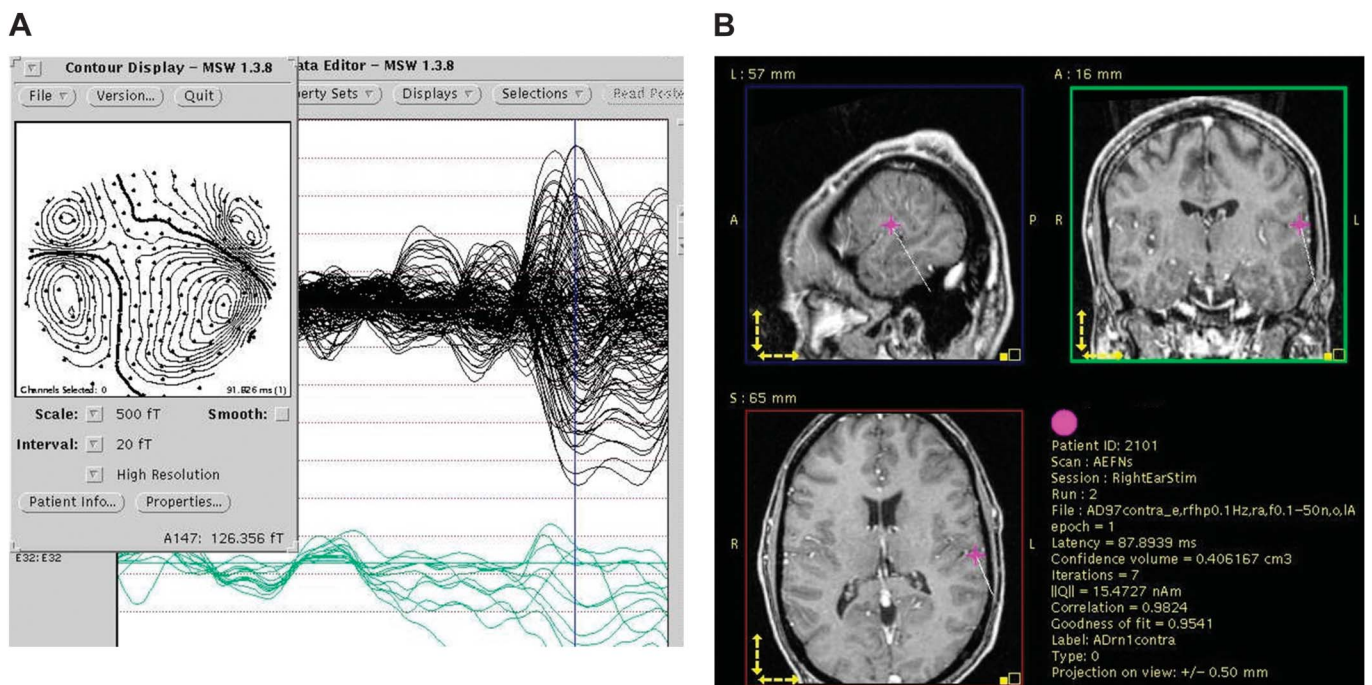 A
Contour Display – MSW 1.3.8
ata Editor – MSW 1.3.8
File
Version...
Quit
perty Sets
Displays
Selections
Channels Selected: 0
91.826 ms (1)
Scale:
500 fT
Smooth:
Interval:
20 fT
High Resolution
Patient Info...
Properties...
A147: 126.356 fT
E32: E32
B
L : 57 mm
A : 16 mm
A
P
R
L
S : 65 mm
R
L
Patient ID: 2101
Scan : AEFNs
Session : RightEarStim
Run : 2
File : AD97contra_e,rfhp0.1Hz,ra,f0.1-50n,o,lA
epoch = 1
Latency = 87.8939 ms
Confidence volume = 0.406167 cm3
Iterations = 7
||Q|| = 15.4727 nAm
Correlation = 0.9824
Goodness of fit = 0.9541
Label: ADrn1contra
Type: 0
Projection on view: +/- 0.50 mm